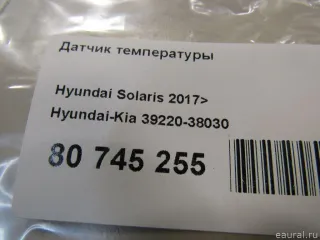 Датчик температуры
Hyundai Solaris 2017>
Hyundai-Kia 39220-38030
80 745 255
eaural.ru